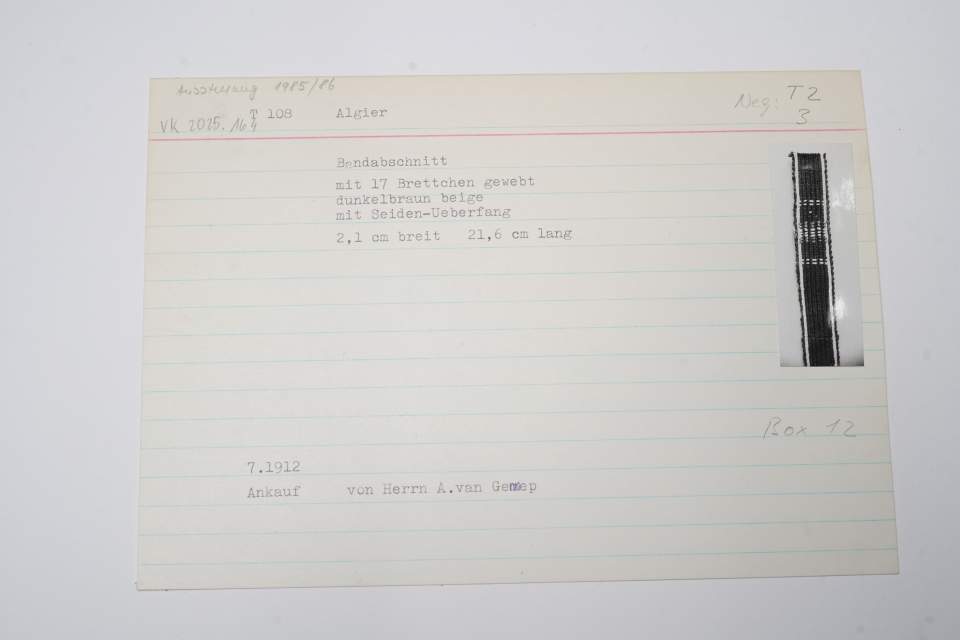 Ausstellung 1985/86
T 108 Algier
Neg: T2
3
VK 2025.164
Bandabschnitt
mit 17 Brettchen gewebt
dunkelbraun beige
mit Seiden-Ueberfang
2,1 cm breit 21,6 cm lang
Box 12
7.1912
Ankauf von Herrn A.van Gennep